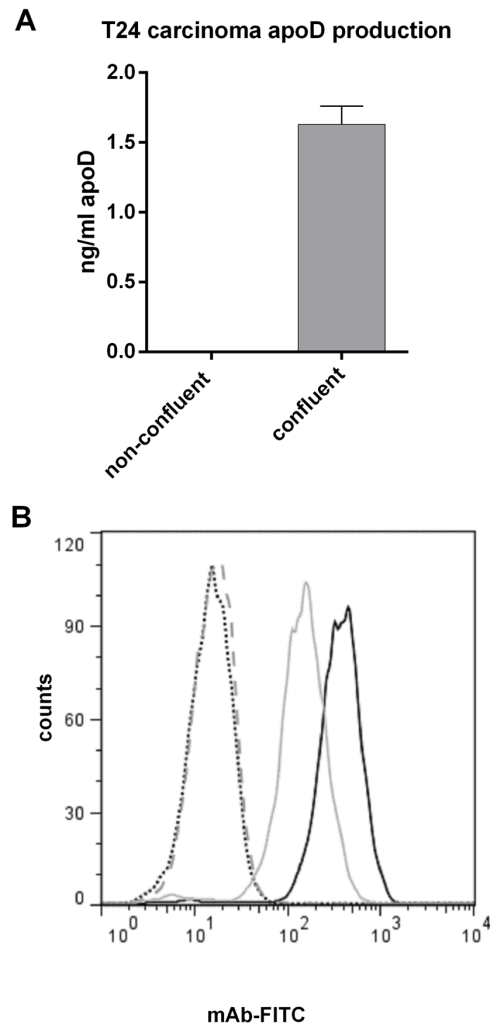 A
T24 carcinoma apoD production
ng/ml apoD
2.0
1.5
1.0
0.5
0.0
non-confluent
confluent
B
counts
120
90
60
30
0
10^0 10^1 10^2 10^3 10^4
mAb-FITC